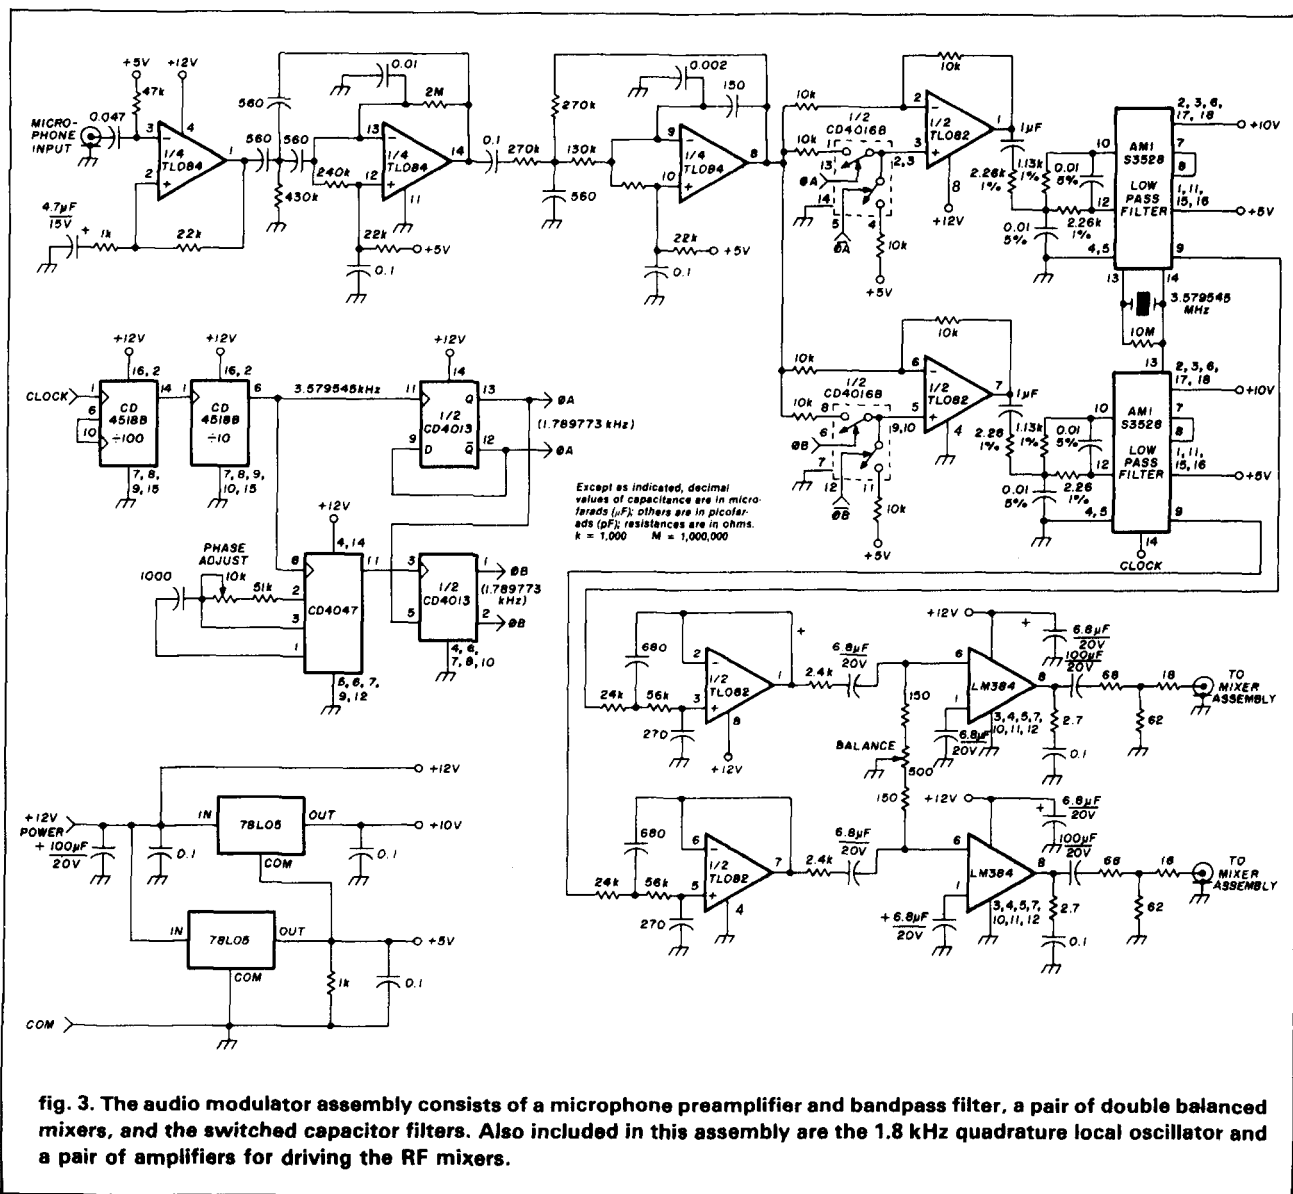 MICRO-
PHONE
INPUT
0.047
+5V
47k
+12V
4
3
2
1
1/4
TL084
4.7µF
15V
+
1k
22k
560
560
560
430k
240k
0.01
2M
13
12
14
11
1/4
TL084
22k
+5V
0.1
0.1
270k
270k
130k
560
0.002
150
9
10
8
1/4
TL084
22k
+5V
0.1
10k
10k
10k
1/2
CD4016B
13
1
2, 3
ØA
14
5
4
ØA
10k
+5V
2
3
1
8
1/2
TL082
+12V
1µF
2.26k
1%
1.13k
1%
0.01
5%
0.01
5%
2.26k
1%
10
12
4, 5
13
14
AMI
S3528
LOW
PASS
FILTER
2, 3, 6,
17, 18
+10V
7
8
1, 11,
15, 16
+5V
9
3.579545
MHz
10M
10k
10k
10k
1/2
CD4016B
8
9, 10
6
ØB
7
12
11
ØB
10k
+5V
6
5
7
4
1/2
TL082
1µF
2.26
1%
1.13k
1%
0.01
5%
0.01
5%
2.26
1%
10
12
4, 5
13
14
CLOCK
AMI
S3528
LOW
PASS
FILTER
2, 3, 6,
17, 18
+10V
7
8
1, 11,
15, 16
+5V
9
CLOCK
+12V
16, 2
1
6
10
14
CD
4518B
÷100
7, 8,
9, 15
+12V
16, 2
1
6
CD
4518B
÷10
7, 8, 9,
10, 15
3.579545kHz
+12V
14
11
13
9
12
D
Q
Q
1/2
CD4013
ØA
(1.789773 kHz)
ØA
Except as indicated, decimal
values of capacitance are in micro-
farads (µF); others are in picofar-
ads (pF); resistances are in ohms.
k = 1,000 M = 1,000,000
PHASE
ADJUST
1000
10k
51k
+12V
4, 14
8
2
3
1
11
CD4047
5, 6, 7,
9, 12
3
5
1
2
1/2
CD4013
4, 6,
7, 8, 10
ØB
(1.789773
kHz)
ØB
680
24k
56k
270
2
3
1
8
1/2
TL082
+12V
+
2.4k
6.8µF
20V
150
BALANCE
500
150
+12V
6
1
8
LM384
3, 4, 5, 7,
10, 11, 12
6.8µF
20V
+
6.8µF
20V
100µF
20V
68
18
62
2.7
0.1
TO
MIXER
ASSEMBLY
680
24k
56k
270
6
5
7
4
1/2
TL082
2.4k
6.8µF
20V
+12V
6
1
8
LM384
3, 4, 5, 7,
10, 11, 12
+ 6.8µF
20V
+
6.8µF
20V
100µF
20V
68
18
62
2.7
0.1
TO
MIXER
ASSEMBLY
+12V
+12V
POWER
+ 100µF
20V
0.1
IN
78L05
OUT
COM
+10V
0.1
IN
78L05
OUT
COM
+5V
1k
0.1
COM
fig. 3. The audio modulator assembly consists of a microphone preamplifier and bandpass filter, a pair of double balanced
mixers, and the switched capacitor filters. Also included in this assembly are the 1.8 kHz quadrature local oscillator and
a pair of amplifiers for driving the RF mixers.